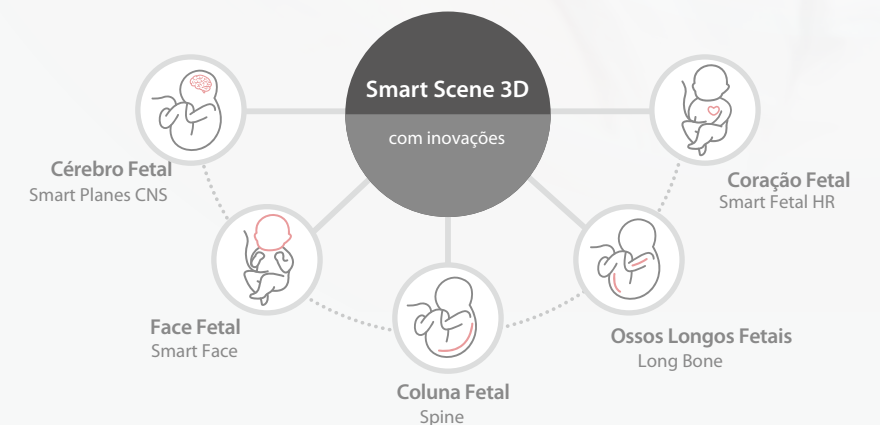 Smart Scene 3D
com inovações
Cérebro Fetal
Smart Planes CNS
Coração Fetal
Smart Fetal HR
Face Fetal
Smart Face
Ossos Longos Fetais
Long Bone
Coluna Fetal
Spine